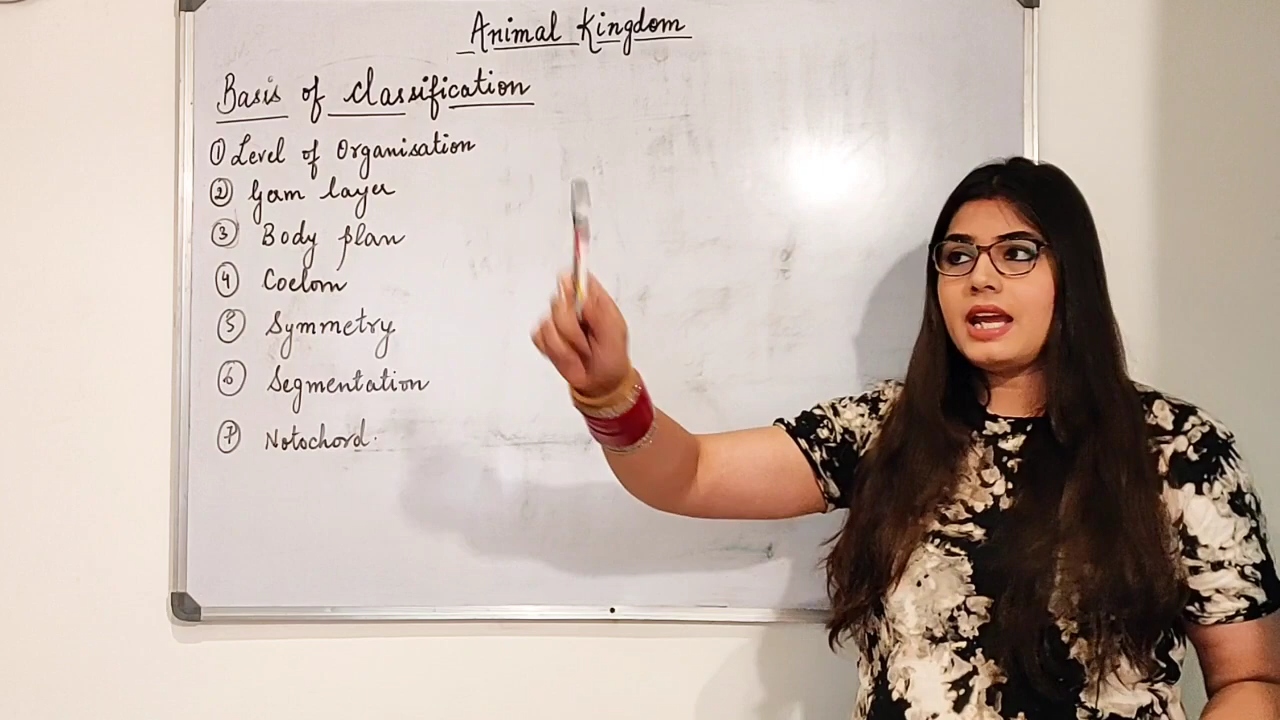 Animal Kingdom
Basis of classification
① Level of Organisation
② Germ layer
③ Body plan
④ Coelom
⑤ Symmetry
⑥ Segmentation
⑦ Notochord.